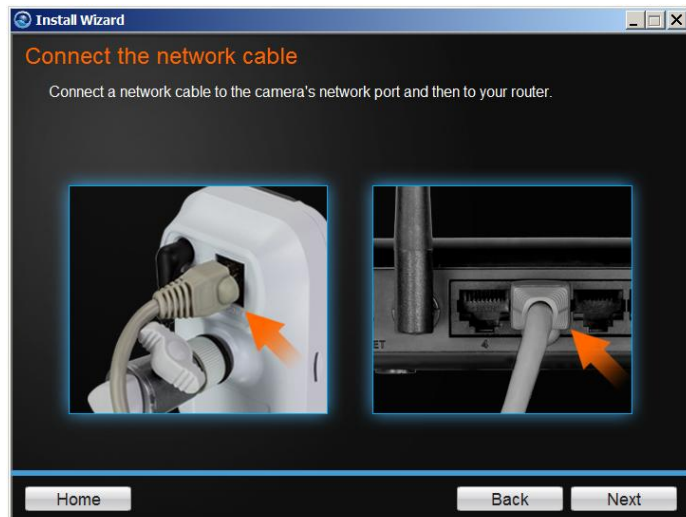 Install Wizard
Connect the network cable
Connect a network cable to the camera's network port and then to your router.
ET
4
Home
Back
Next